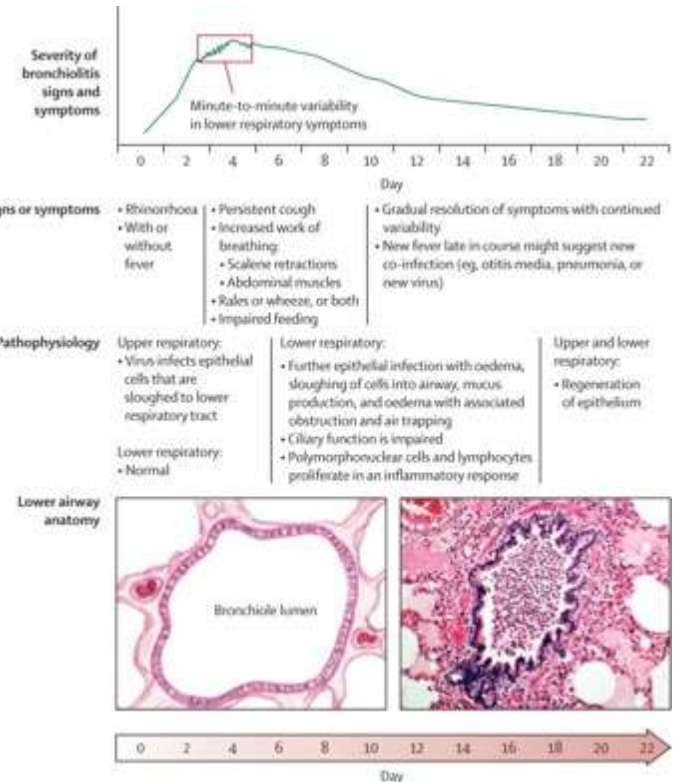 Severity of
bronchiolitis
signs and
symptoms
Minute-to-minute variability
in lower respiratory symptoms
0 2 4 6 8 10 12 14 16 18 20 22
Day
ns or symptoms
• Rhinorrhoea
• With or
without
fever
• Persistent cough
• Increased work of
breathing:
• Scalene retractions
• Abdominal muscles
• Rales or wheeze, or both
• Impaired feeding
• Gradual resolution of symptoms with continued
variability
• New fever late in course might suggest new
co-infection (eg, otitis media, pneumonia, or
new virus)
Pathophysiology
Upper respiratory:
• Virus infects epithelial
cells that are
sloughed to lower
respiratory tract
Lower respiratory:
• Normal
Lower respiratory:
• Further epithelial infection with oedema,
sloughing of cells into airway, mucus
production, and oedema with associated
obstruction and air trapping
• Ciliary function is impaired
• Polymorphonuclear cells and lymphocytes
proliferate in an inflammatory response
Upper and lower
respiratory:
• Regeneration
of epithelium
Lower airway
anatomy
Bronchiole lumen
0 2 4 6 8 10 12 14 16 18 20 22
Day